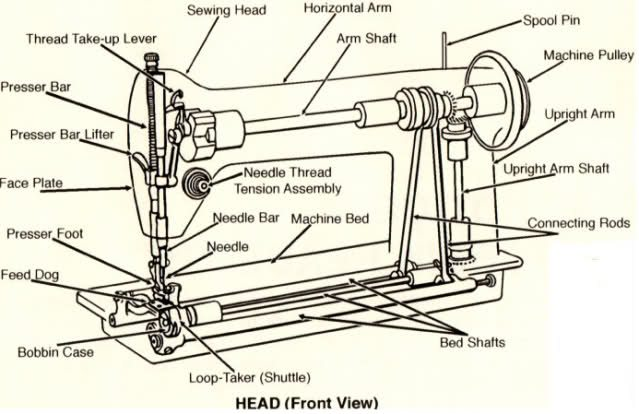 Sewing Head
Horizontal Arm
Spool Pin
Thread Take-up Lever
Arm Shaft
Machine Pulley
Presser Bar
Upright Arm
Presser Bar Lifter
Needle Thread
Tension Assembly
Upright Arm Shaft
Face Plate
Needle Bar
Machine Bed
Connecting Rods
Presser Foot
Needle
Feed Dog
Bed Shafts
Bobbin Case
Loop-Taker (Shuttle)
HEAD (Front View)